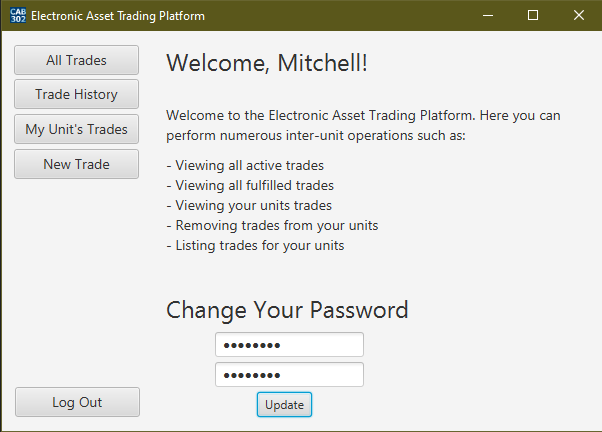 CAB
302
Electronic Asset Trading Platform
All Trades
Trade History
My Unit's Trades
New Trade
Log Out
Welcome, Mitchell!
Welcome to the Electronic Asset Trading Platform. Here you can
perform numerous inter-unit operations such as:
- Viewing all active trades
- Viewing all fulfilled trades
- Viewing your units trades
- Removing trades from your units
- Listing trades for your units
Change Your Password
●●●●●●●●
●●●●●●●●
Update